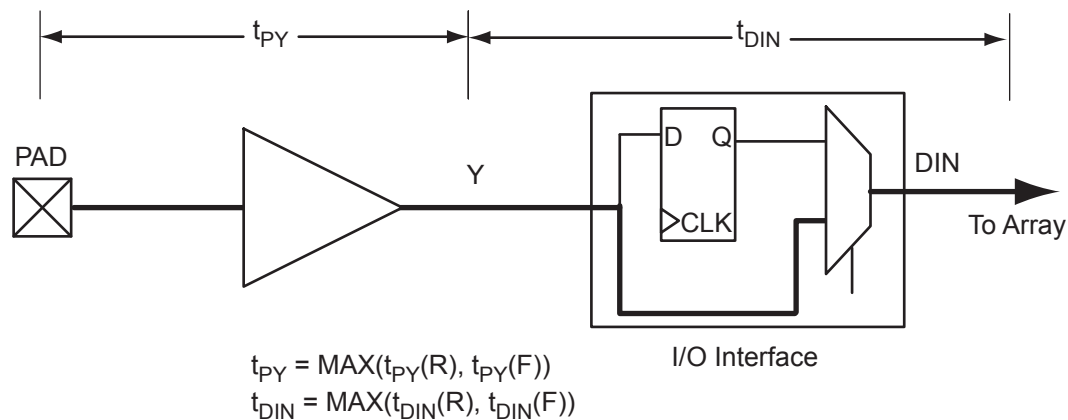 tPY
tDIN
PAD
Y
D
Q
CLK
DIN
To Array
I/O Interface
tPY = MAX(tPY(R), tPY(F))
tDIN = MAX(tDIN(R), tDIN(F))